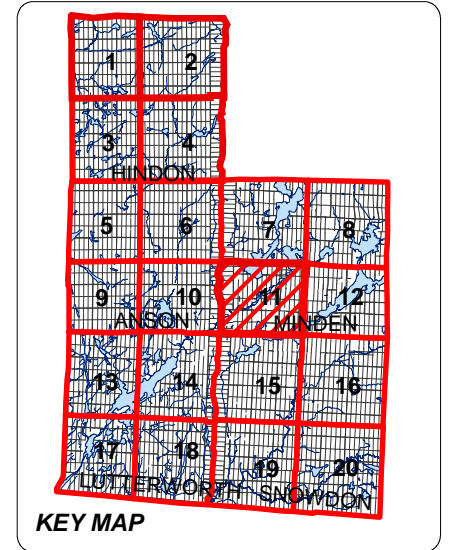 1 2
3 4
HINDON
5 6 7 8
9 10 11 12
ANSON MINDEN
13 14 15 16
17 18 19 20
LUTTERWORTH SNOWDON
KEY MAP